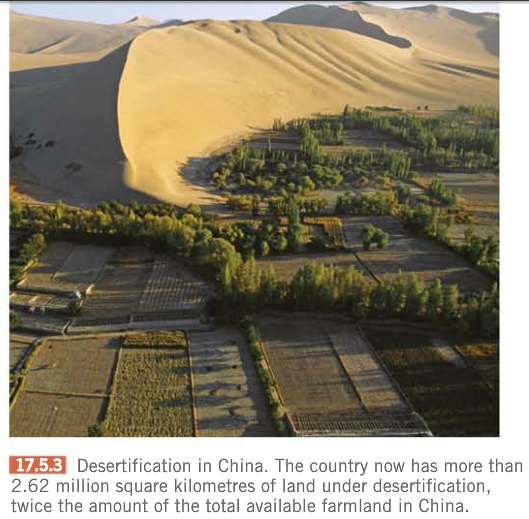 17.5.3 Desertification in China. The country now has more than
2.62 million square kilometres of land under desertification,
twice the amount of the total available farmland in China.